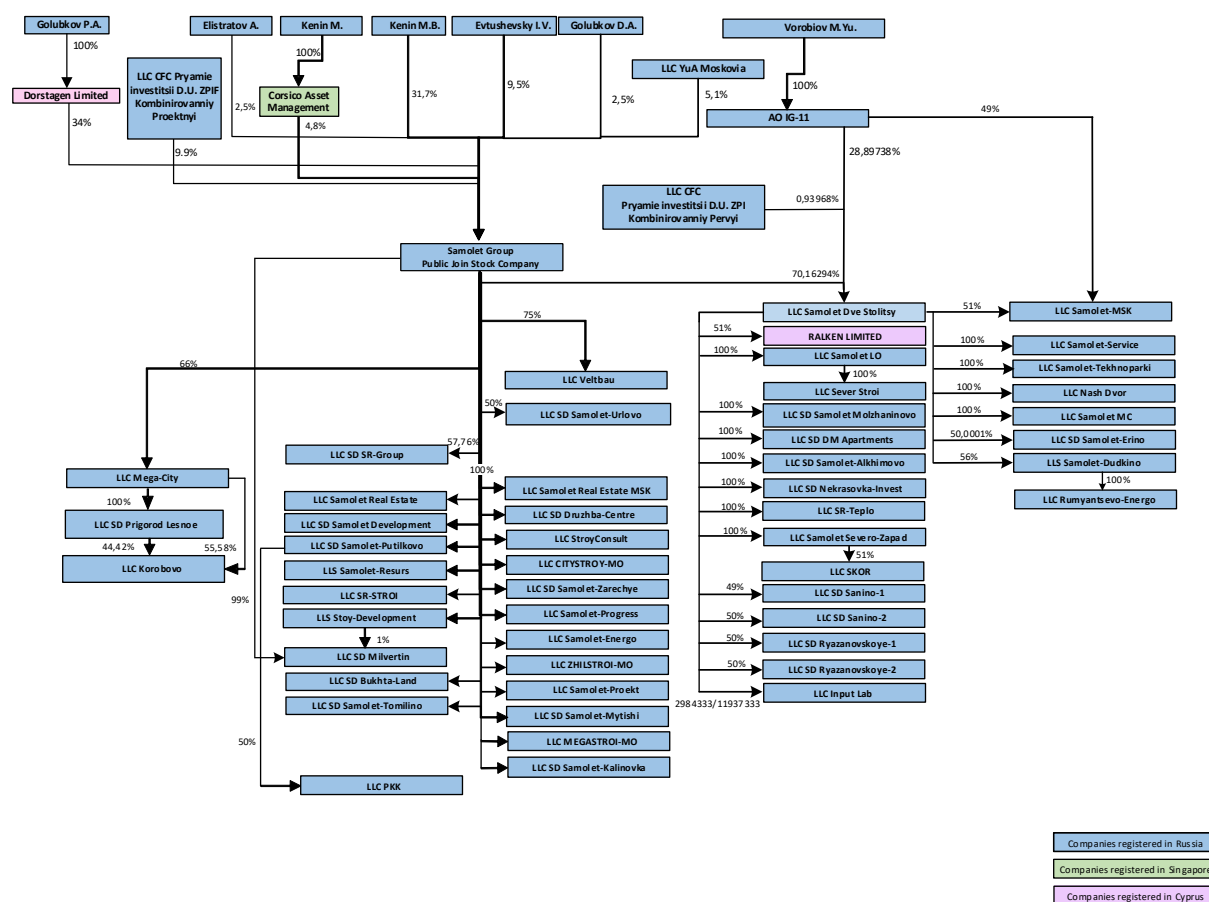 Golubkov P.A.
Elistratov A.
Kenin M.
Kenin M.B.
Evtushevsky I.V.
Golubkov D.A.
Vorobiov M.Yu.
100%
100%
100%
LLC CFC Pryamie
investitsii D.U. ZPIF
Kombinirovanniy
Proektnyi
LLC YuA Moskovia
Dorstagen Limited
Corsico Asset
Management
31,7%
9,5%
2,5%
2,5%
5,1%
AO IG-11
49%
34%
4,8%
9.9%
28,89738%
LLC CFC
Pryamie investitsii D.U. ZPI
Kombinirovanniy Pervyi
0,93968%
Samolet Group
Public Join Stock Company
70,16294%
75%
LLC Samolet Dve Stolitsy
51%
LLC Samolet-MSK
51%
RALKEN LIMITED
100%
LLC Samolet-Service
100%
LLC Samolet LO
66%
LLC Veltbau
100%
100%
LLC Samolet-Tekhnoparki
LLC Sever Stroi
100%
LLC Nash Dvor
50%
LLC SD Samolet-Urlovo
100%
LLC SD Samolet Molzhaninovo
100%
LLC Samolet MC
57,76%
LLC SD SR-Group
100%
LLC SD DM Apartments
50,0001%
LLC SD Samolet-Erino
100%
LLC Mega-City
100%
LLC SD Samolet-Alkhimovo
56%
LLS Samolet-Dudkino
100%
LLC Samolet Real Estate
LLC Samolet Real Estate MSK
100%
LLC SD Nekrasovka-Invest
100%
LLC Rumyantsevo-Energo
LLC SD Prigorod Lesnoe
LLC SD Samolet Development
LLC SD Druzhba-Centre
100%
LLC SR-Teplo
44,42%
55,58%
LLC SD Samolet-Putilkovo
LLC StroyConsult
100%
LLC Samolet Severo-Zapad
51%
LLC Korobovo
LLS Samolet-Resurs
LLC CITYSTROY-MO
LLC SKOR
99%
LLC SR-STROI
LLC SD Samolet-Zarechye
49%
LLC SD Sanino-1
LLS Stoy-Development
LLC Samolet-Progress
50%
LLC SD Sanino-2
1%
LLC Samolet-Energo
50%
LLC SD Ryazanovskoye-1
LLC SD Milvertin
LLC ZHILSTROI-MO
50%
LLC SD Ryazanovskoye-2
LLC SD Bukhta-Land
LLC Samolet-Proekt
LLC Input Lab
2984333/11937333
LLC SD Samolet-Tomilino
LLC SD Samolet-Mytishi
50%
LLC MEGASTROI-MO
LLC SD Samolet-Kalinovka
LLC PKK
Companies registered in Russia
Companies registered in Singapore
Companies registered in Cyprus